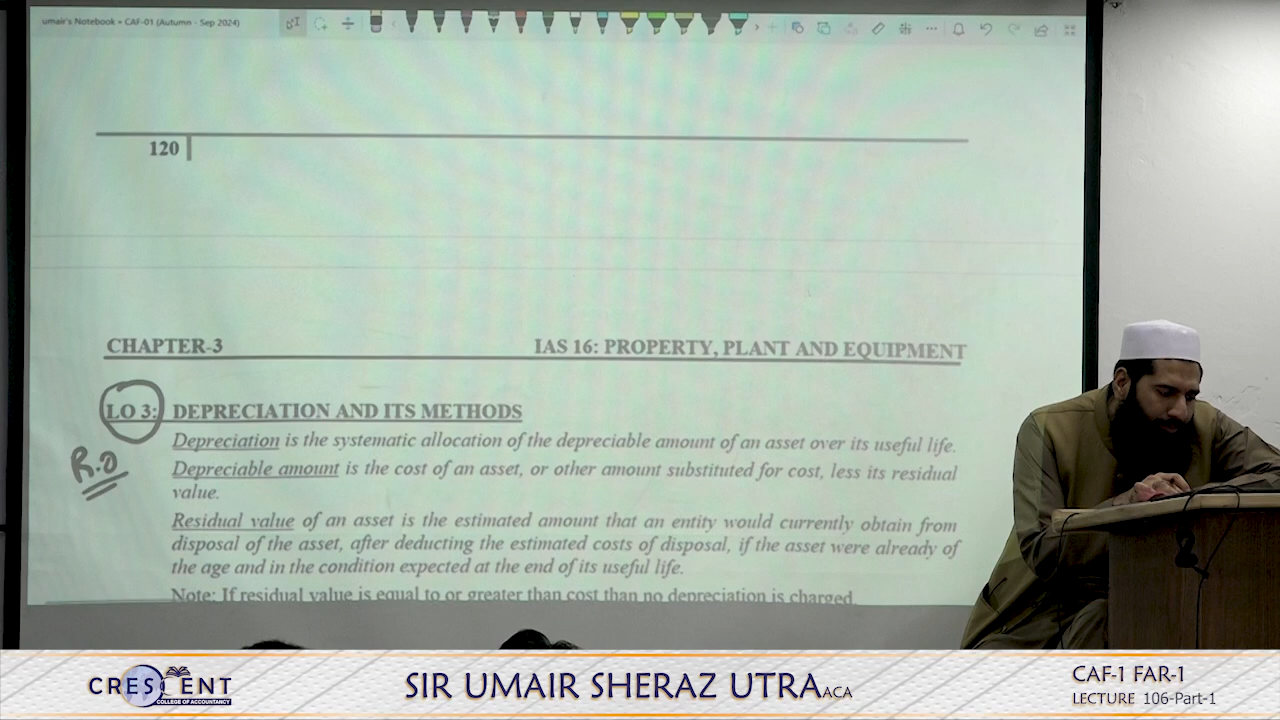 umair's Notebook » CAF-01 (Autumn - Sep 2024)
120
CHAPTER-3 IAS 16: PROPERTY, PLANT AND EQUIPMENT
LO 3: DEPRECIATION AND ITS METHODS
Depreciation is the systematic allocation of the depreciable amount of an asset over its useful life.
R.D
Depreciable amount is the cost of an asset, or other amount substituted for cost, less its residual
value.
Residual value of an asset is the estimated amount that an entity would currently obtain from
disposal of the asset, after deducting the estimated costs of disposal, if the asset were already of
the age and in the condition expected at the end of its useful life.
Note: If residual value is equal to or greater than cost than no depreciation is charged.
CRESCENT
COLLEGE OF ACCOUNTANCY
SIR UMAIR SHERAZ UTRA ACA
CAF-1 FAR-1
LECTURE 106-Part-1